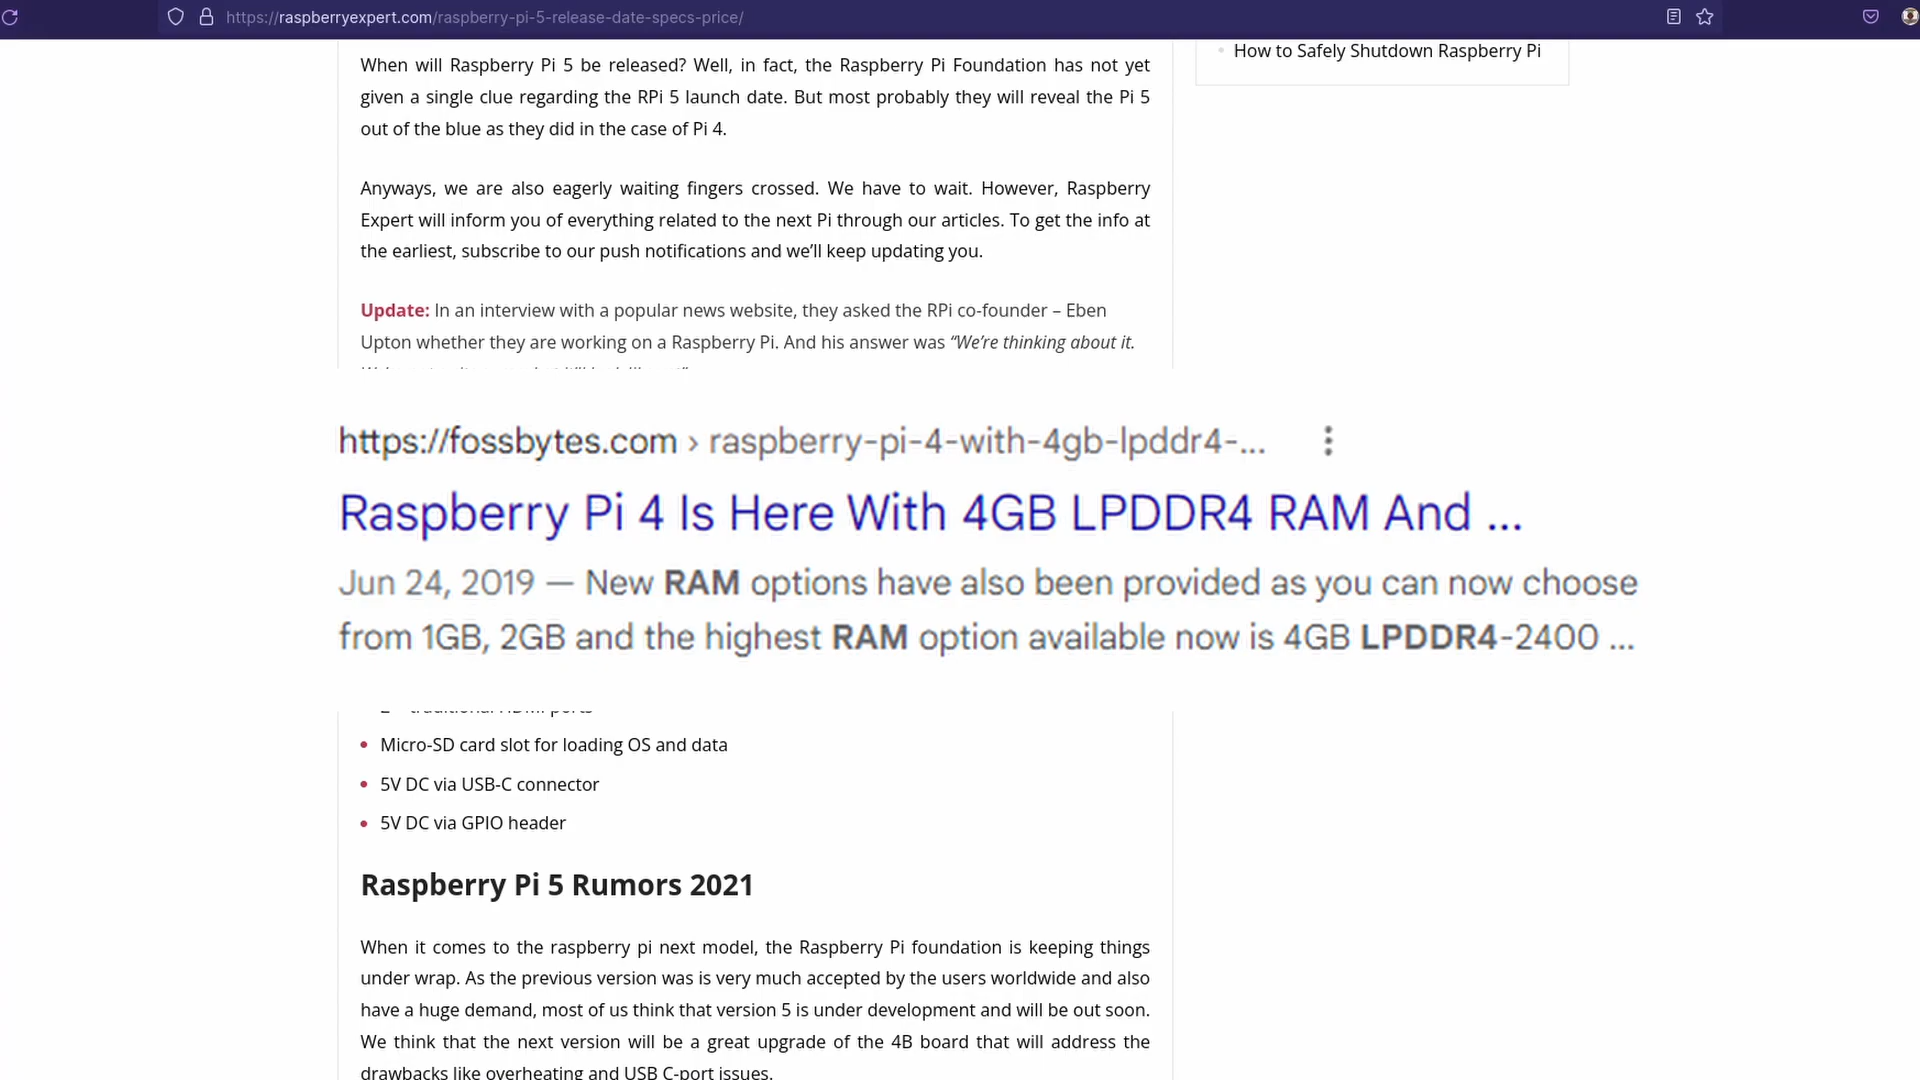 https://raspberryexpert.com/raspberry-pi-5-release-date-specs-price/
How to Safely Shutdown Raspberry Pi
When will Raspberry Pi 5 be released? Well, in fact, the Raspberry Pi Foundation has not yet
given a single clue regarding the RPi 5 launch date. But most probably they will reveal the Pi 5
out of the blue as they did in the case of Pi 4.
Anyways, we are also eagerly waiting fingers crossed. We have to wait. However, Raspberry
Expert will inform you of everything related to the next Pi through our articles. To get the info at
the earliest, subscribe to our push notifications and we’ll keep updating you.
Update: In an interview with a popular news website, they asked the RPi co-founder – Eben
Upton whether they are working on a Raspberry Pi. And his answer was “We’re thinking about it.
https://fossbytes.com › raspberry-pi-4-with-4gb-lpddr4-...
Raspberry Pi 4 Is Here With 4GB LPDDR4 RAM And ...
Jun 24, 2019 — New RAM options have also been provided as you can now choose
from 1GB, 2GB and the highest RAM option available now is 4GB LPDDR4-2400 ...
Micro-SD card slot for loading OS and data
5V DC via USB-C connector
5V DC via GPIO header
Raspberry Pi 5 Rumors 2021
When it comes to the raspberry pi next model, the Raspberry Pi foundation is keeping things
under wrap. As the previous version was is very much accepted by the users worldwide and also
have a huge demand, most of us think that version 5 is under development and will be out soon.
We think that the next version will be a great upgrade of the 4B board that will address the
drawbacks like overheating and USB C-port issues.